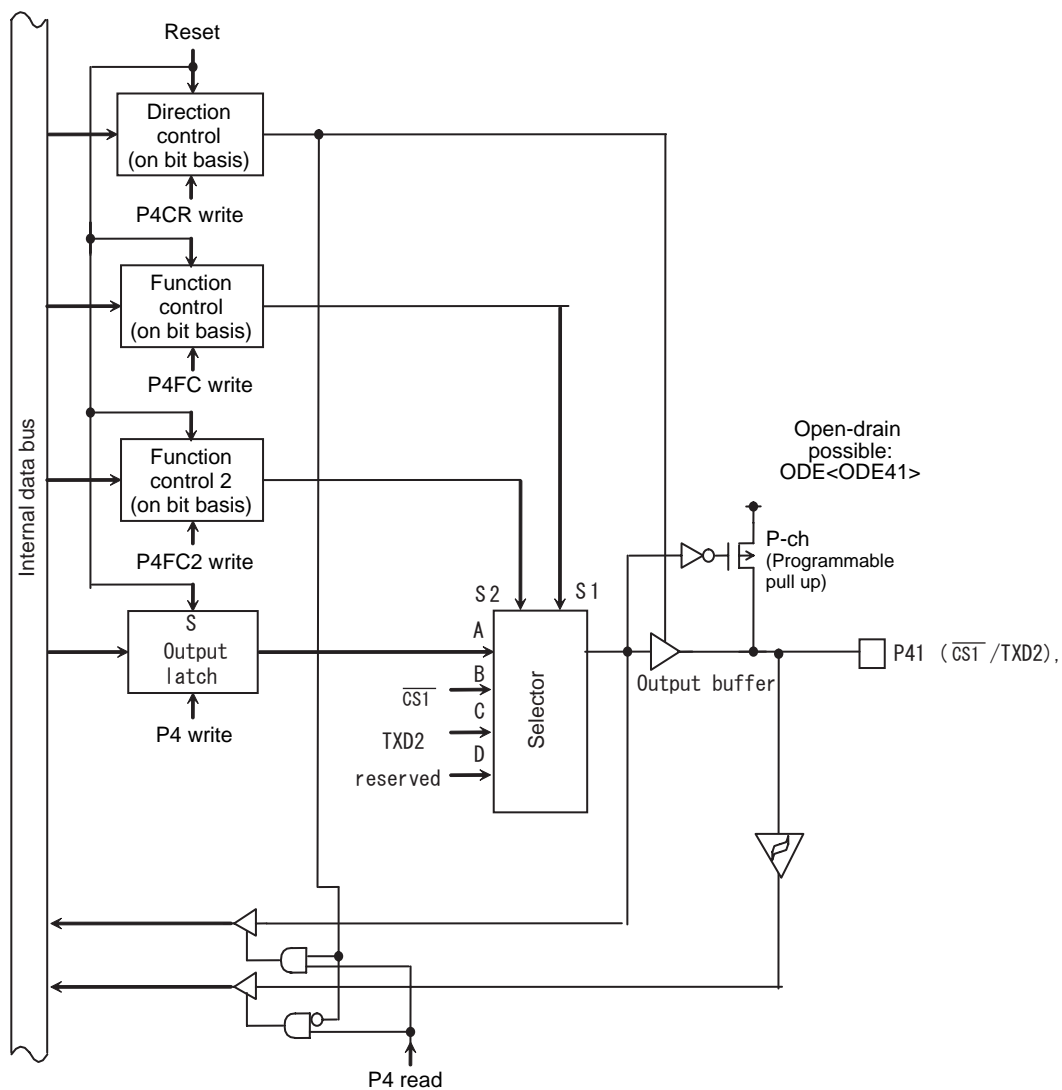 Reset
Direction
control
(on bit basis)
P4CR write
Function
control
(on bit basis)
P4FC write
Internal data bus
Function
control 2
(on bit basis)
P4FC2 write
Open-drain
possible:
ODE<ODE41>
P-ch
(Programmable
pull up)
S
Output
latch
P4 write
S2
S1
A
B
CS1
C
TXD2
D
reserved
Selector
Output buffer
P41 (CS1/TXD2),
P4 read